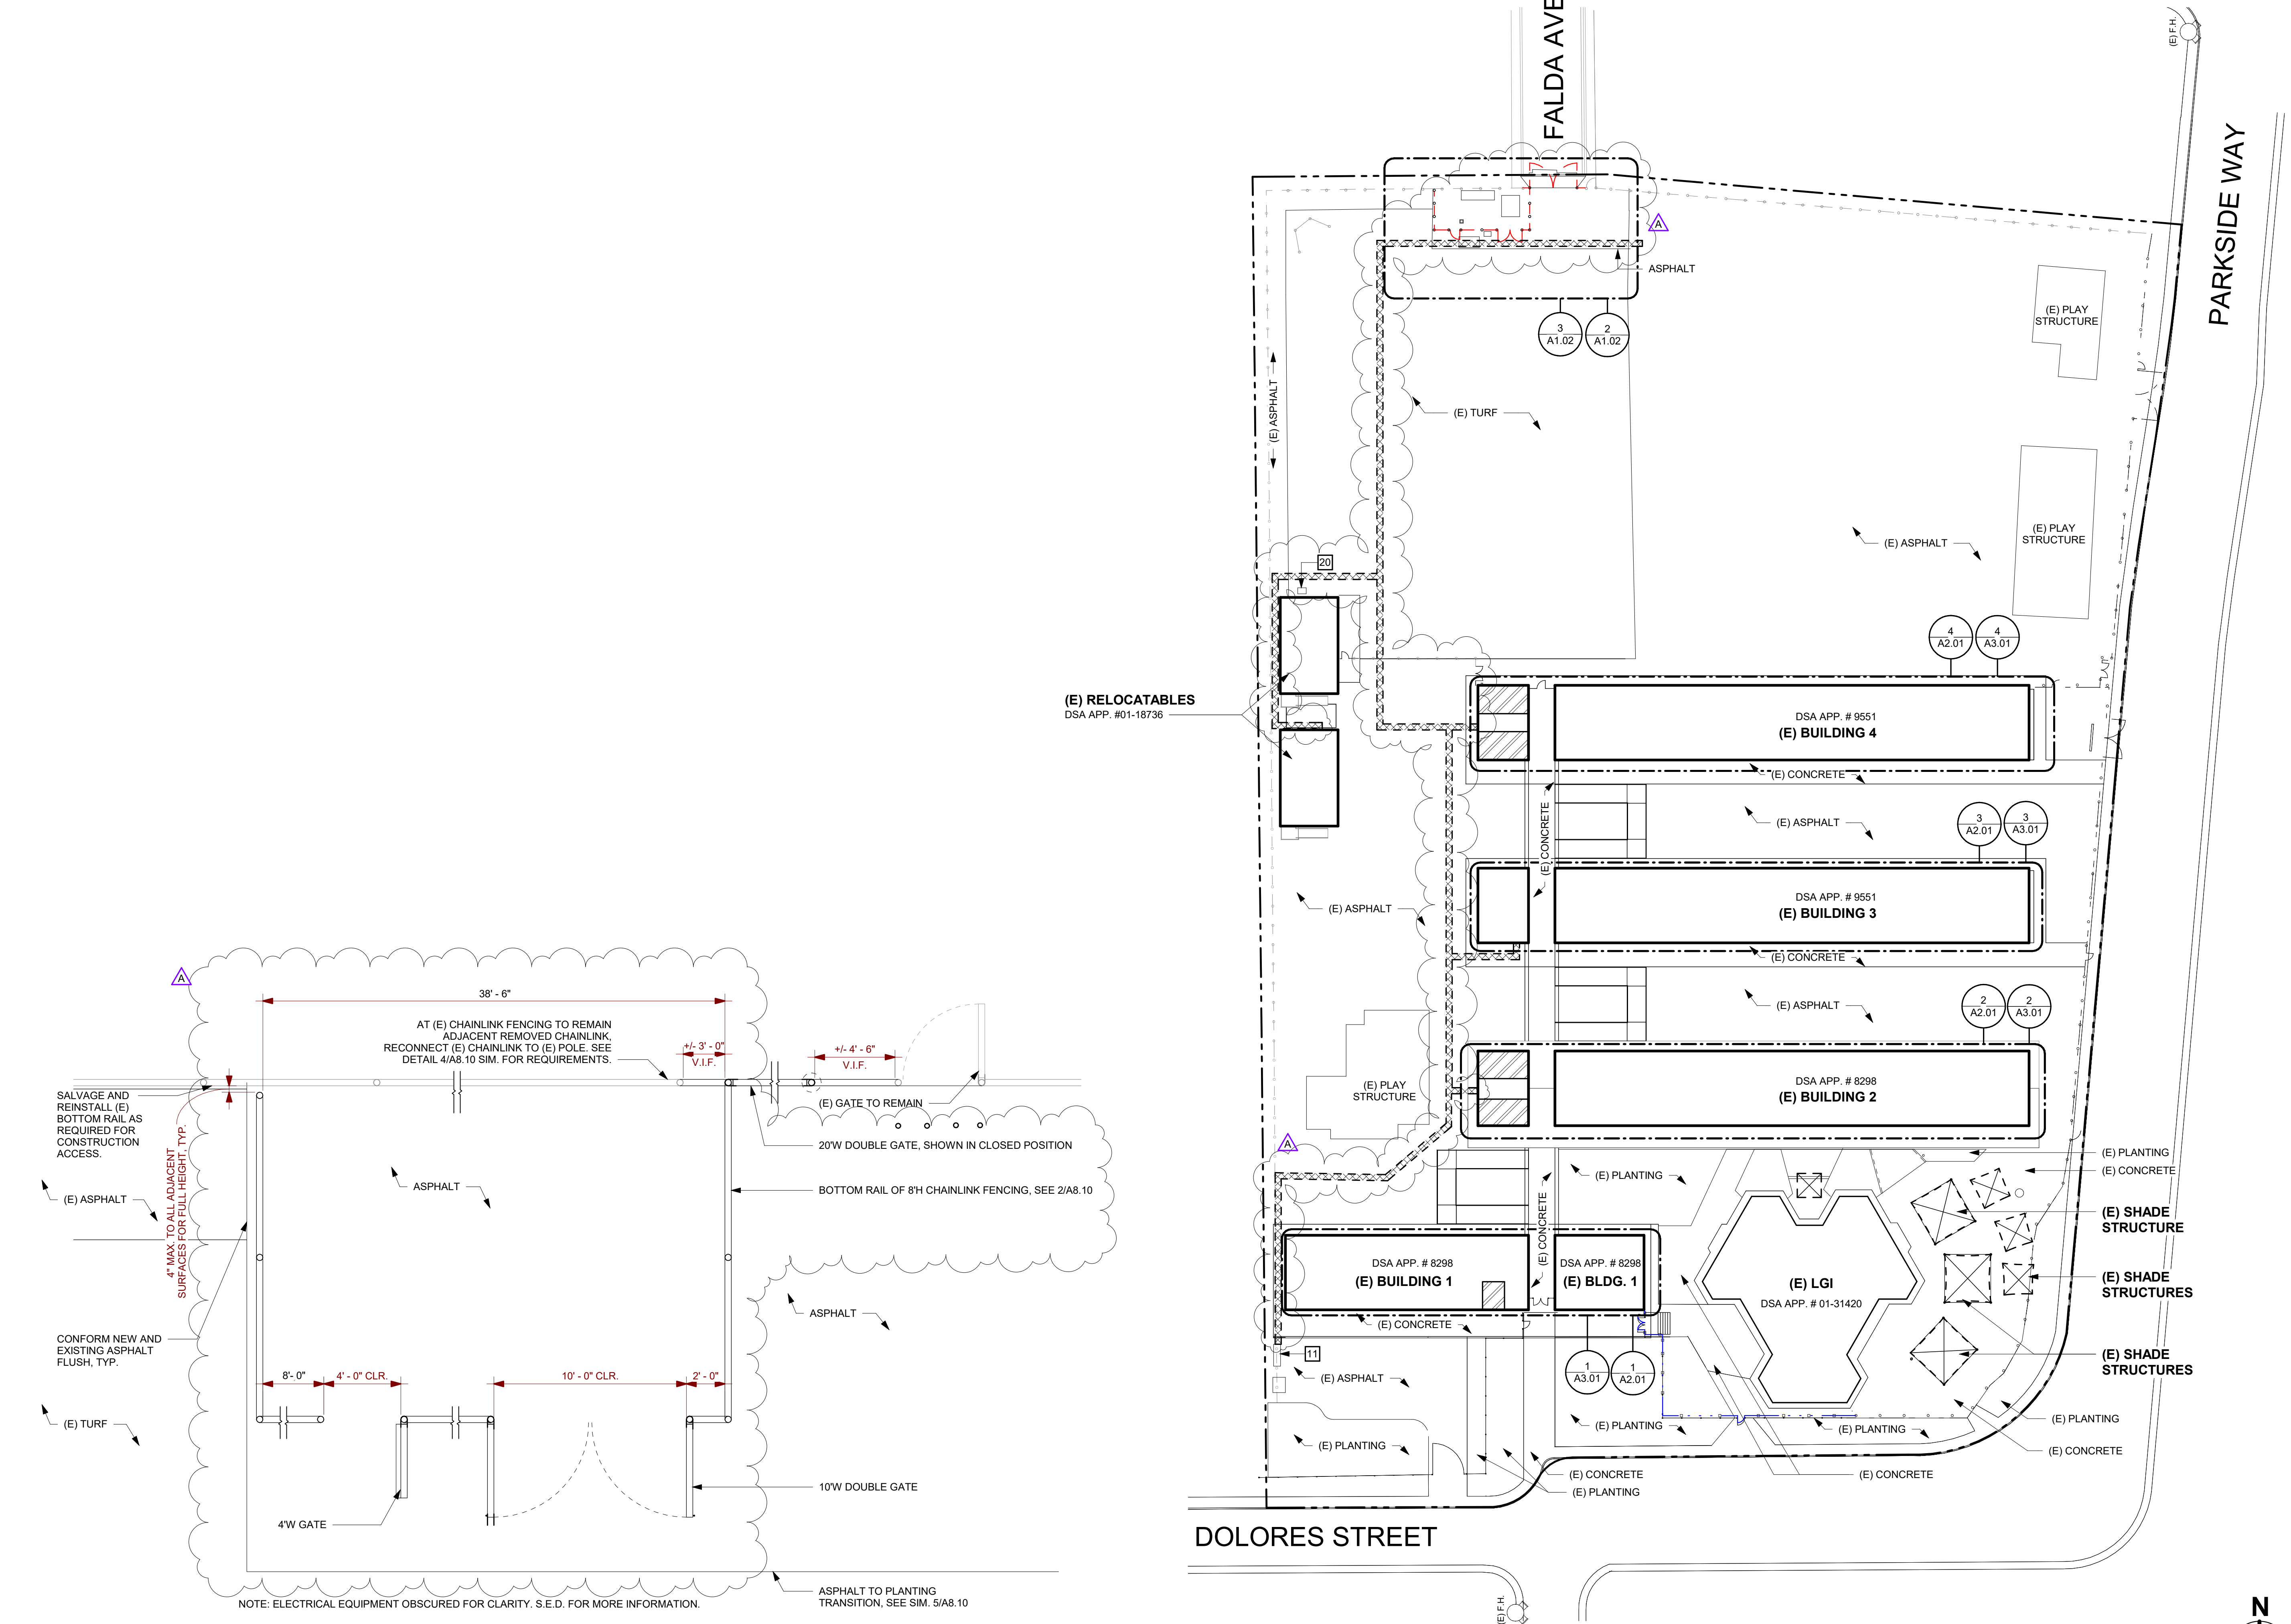 FALDA AVE
(E) F.H.
PARKSIDE WAY
A
ASPHALT
3
A1.02
2
A1.02
(E) PLAY
STRUCTURE
(E) ASPHALT
(E) TURF
(E) PLAY
STRUCTURE
(E) ASPHALT
20
4
A2.01
4
A3.01
(E) RELOCATABLES
DSA APP. #01-18736
DSA APP. # 9551
(E) BUILDING 4
(E) CONCRETE
(E) CONCRETE
(E) ASPHALT
3
A2.01
3
A3.01
(E) ASPHALT
DSA APP. # 9551
(E) BUILDING 3
(E) CONCRETE
(E) ASPHALT
2
A2.01
2
A3.01
(E) PLAY
STRUCTURE
DSA APP. # 8298
(E) BUILDING 2
A
(E) PLANTING
(E) PLANTING
(E) CONCRETE
(E) CONCRETE
(E) SHADE
STRUCTURE
DSA APP. # 8298
(E) BUILDING 1
DSA APP. # 8298
(E) BLDG. 1
(E) LGI
DSA APP. # 01-31420
(E) SHADE
STRUCTURES
(E) CONCRETE
11
(E) SHADE
STRUCTURES
1
A3.01
1
A2.01
(E) ASPHALT
(E) PLANTING
(E) PLANTING
(E) PLANTING
(E) PLANTING
(E) CONCRETE
(E) CONCRETE
(E) PLANTING
(E) CONCRETE
DOLORES STREET
(E) F.H.
N
A
38' - 6"
AT (E) CHAINLINK FENCING TO REMAIN
ADJACENT REMOVED CHAINLINK,
RECONNECT (E) CHAINLINK TO (E) POLE. SEE
DETAIL 4/A8.10 SIM. FOR REQUIREMENTS.
+/- 3' - 0"
V.I.F.
+/- 4' - 6"
V.I.F.
SALVAGE AND
REINSTALL (E)
BOTTOM RAIL AS
REQUIRED FOR
CONSTRUCTION
ACCESS.
(E) GATE TO REMAIN
20'W DOUBLE GATE, SHOWN IN CLOSED POSITION
4" MAX. TO ALL ADJACENT
SURFACES FOR FULL HEIGHT, TYP.
ASPHALT
(E) ASPHALT
BOTTOM RAIL OF 8'H CHAINLINK FENCING, SEE 2/A8.10
ASPHALT
CONFORM NEW AND
EXISTING ASPHALT
FLUSH, TYP.
8'- 0"
4' - 0" CLR.
10' - 0" CLR.
2' - 0"
(E) TURF
10'W DOUBLE GATE
4'W GATE
ASPHALT TO PLANTING
TRANSITION, SEE SIM. 5/A8.10
NOTE: ELECTRICAL EQUIPMENT OBSCURED FOR CLARITY. S.E.D. FOR MORE INFORMATION.